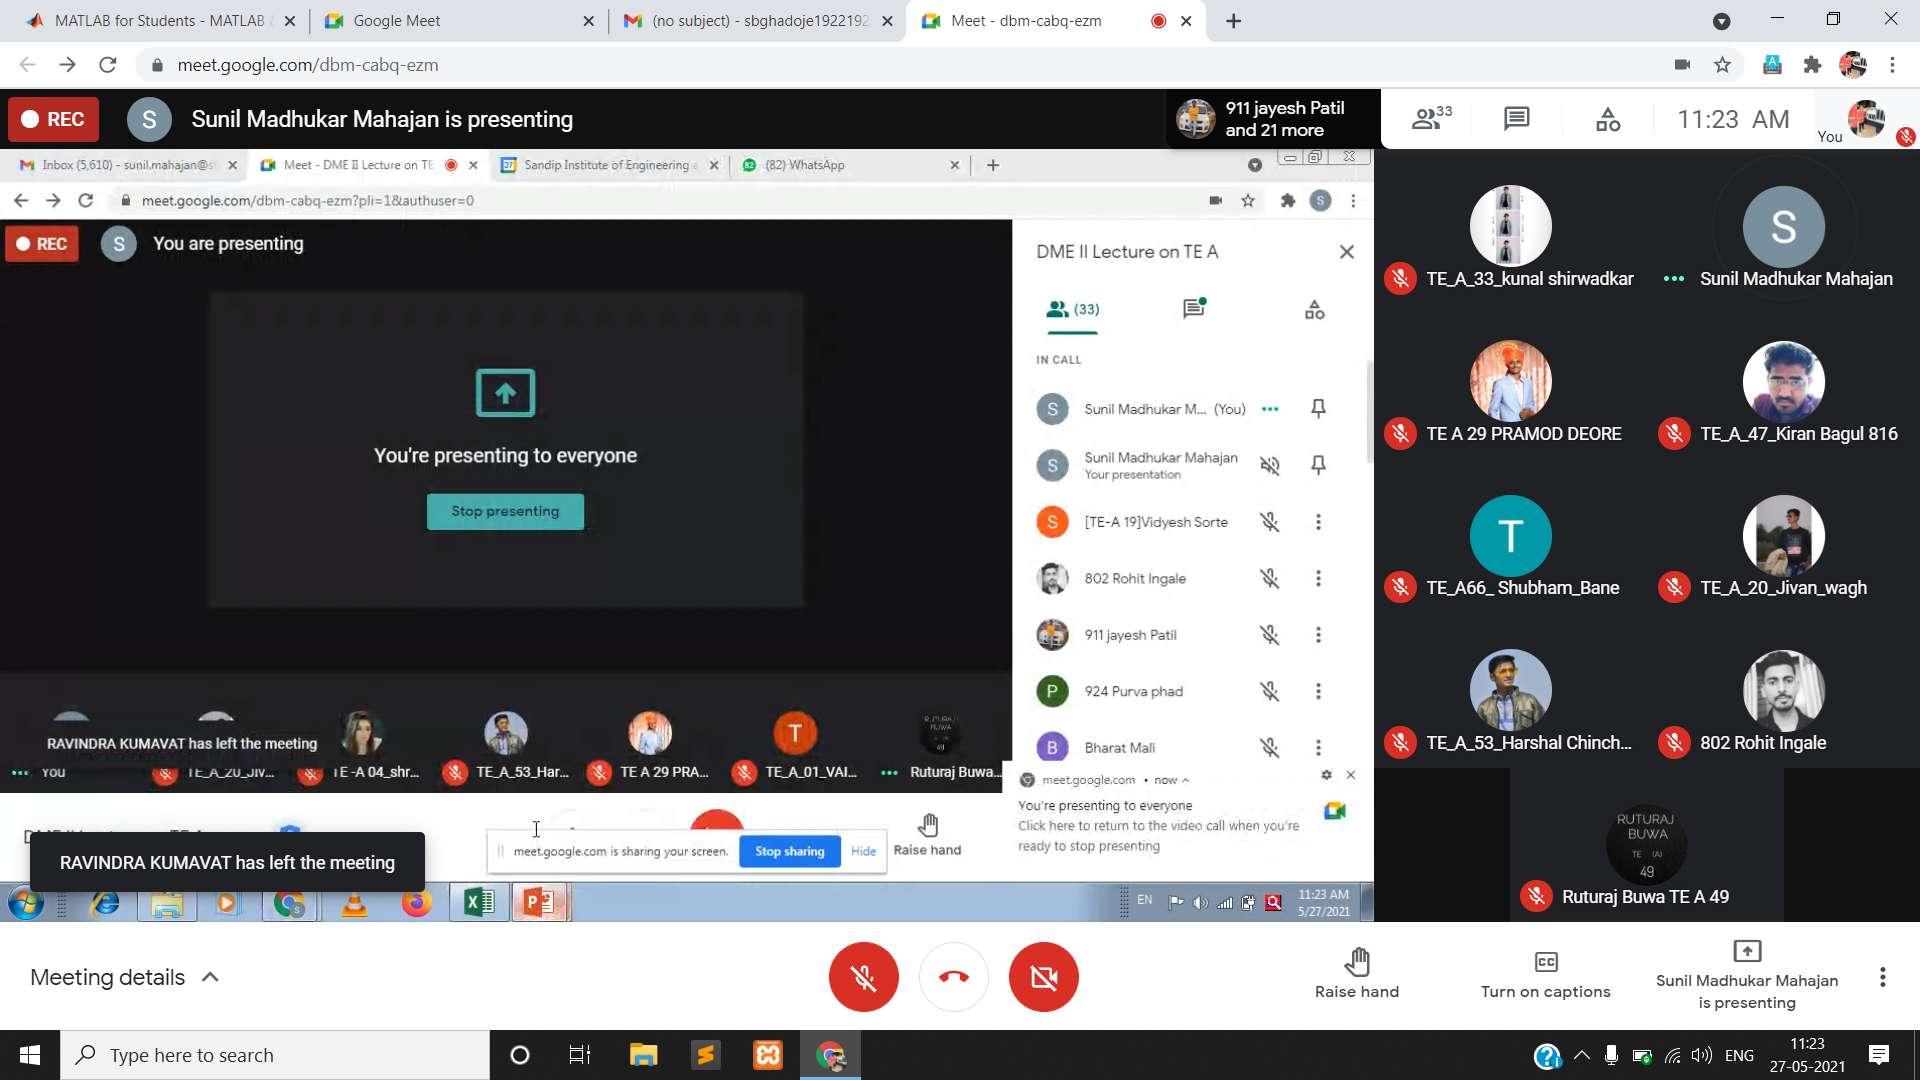 MATLAB for Students - MATLAB &
Google Meet
(no subject) - sbghadoje1922192
Meet - dbm-cabq-ezm
meet.google.com/dbm-cabq-ezm
REC
S
Sunil Madhukar Mahajan is presenting
911 jayesh Patil
and 21 more
33
11:23 AM
You
Inbox (5,610) - sunil.mahajan@s
Meet - DME II Lecture on TE
27
Sandip Institute of Engineering e
82
(82) WhatsApp
meet.google.com/dbm-cabq-ezm?pli=1&authuser=0
S
REC
S
You are presenting
You're presenting to everyone
Stop presenting
DME II Lecture on TE A
(33)
IN CALL
S
Sunil Madhukar M... (You)
S
Sunil Madhukar Mahajan
Your presentation
S
[TE-A 19]Vidyesh Sorte
802 Rohit Ingale
911 jayesh Patil
P
924 Purva phad
B
Bharat Mali
RAVINDRA KUMAVAT has left the meeting
You
TE_A_20_Jiv...
TE -A 04_shr...
TE_A_53_Har...
TE A 29 PRA...
T
TE_A_01_VAI...
RUTURAJ
BUWA
49
Ruturaj Buwa...
meet.google.com • now
You're presenting to everyone
Click here to return to the video call when you're
ready to stop presenting
meet.google.com is sharing your screen.
Stop sharing
Hide
Raise hand
RAVINDRA KUMAVAT has left the meeting
EN
11:23 AM
5/27/2021
TE_A_33_kunal shirwadkar
S
Sunil Madhukar Mahajan
TE A 29 PRAMOD DEORE
TE_A_47_Kiran Bagul 816
T
TE_A66_ Shubham_Bane
TE_A_20_Jivan_wagh
TE_A_53_Harshal Chinch...
802 Rohit Ingale
RUTURAJ
BUWA
TE (A)
49
Ruturaj Buwa TE A 49
Meeting details
Raise hand
CC
Turn on captions
Sunil Madhukar Mahajan
is presenting
Type here to search
ENG
11:23
27-05-2021